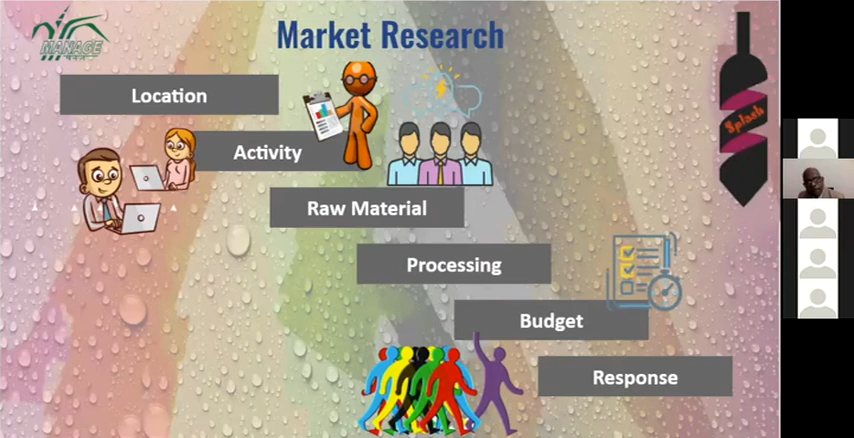 Market Research
MANAGE
Location
Splash
Activity
Raw Material
Processing
Budget
Response